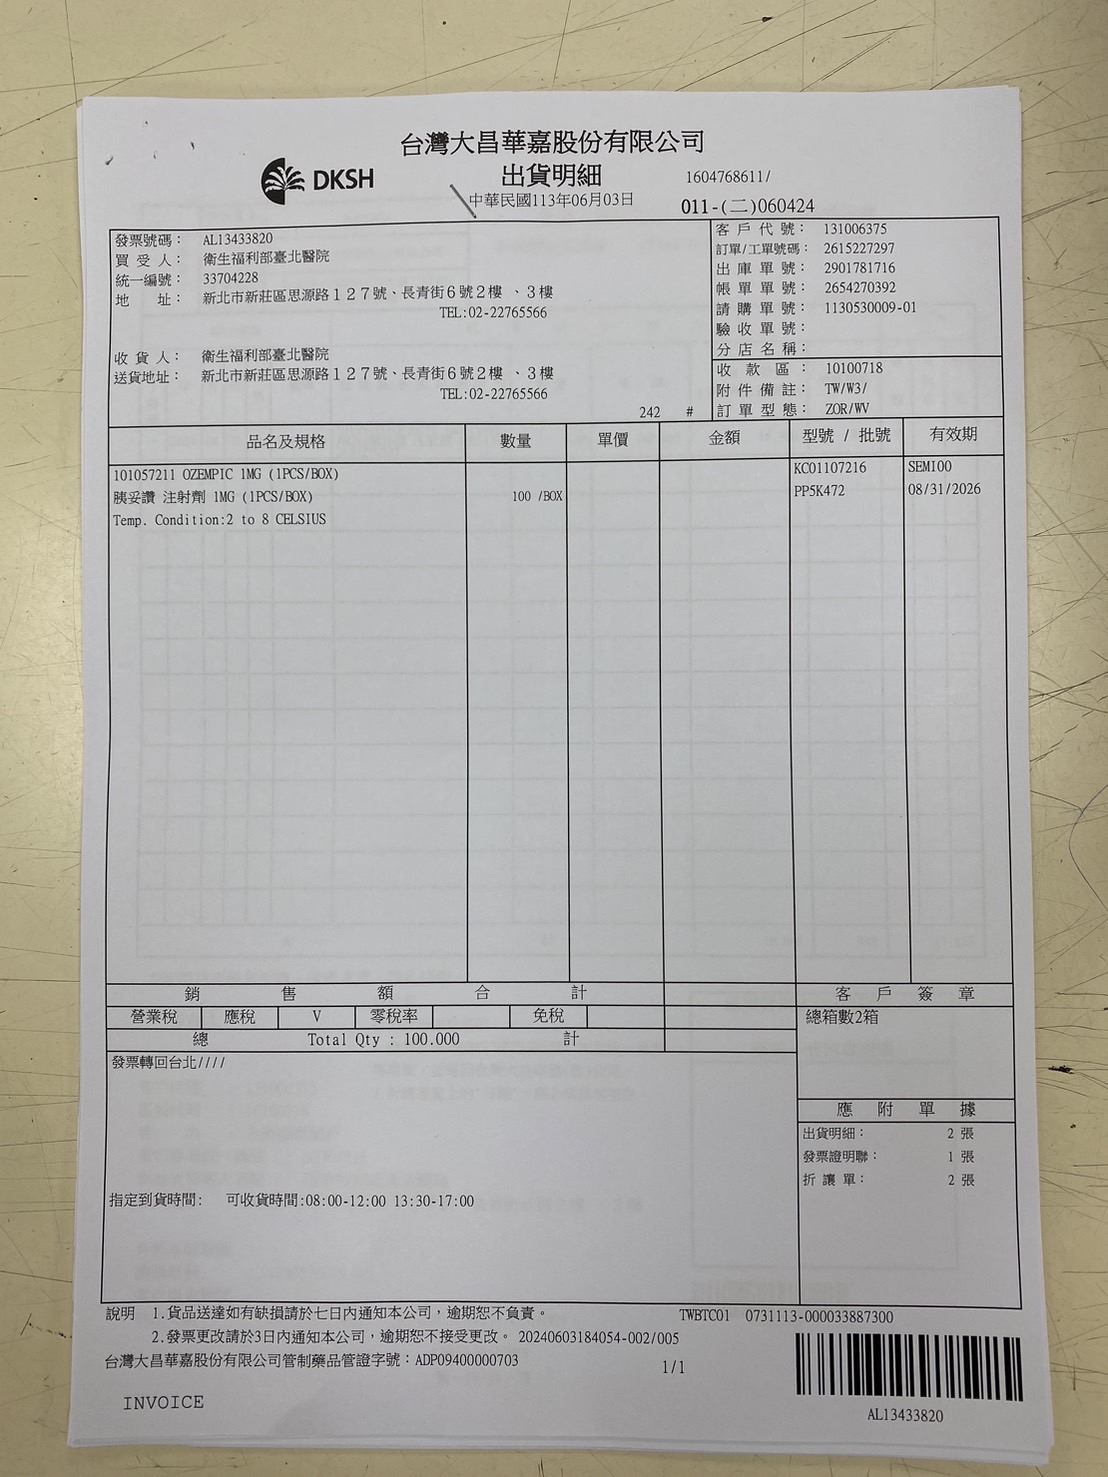 台灣大昌華嘉股份有限公司
DKSH
出貨明細
1604768611/
中華民國113年06月03日
011-(二)060424
發票號碼： AL13433820
買受人： 衛生福利部臺北醫院
統一編號： 33704228
地 址： 新北市新莊區思源路１２７號、長青街６號２樓 、３樓
TEL:02-22765566
收貨人： 衛生福利部臺北醫院
送貨地址： 新北市新莊區思源路１２７號、長青街６號２樓 、３樓
TEL:02-22765566
242 #
客戶代號： 131006375
訂單/工單號碼： 2615227297
出庫單號： 2901781716
帳單單號： 2654270392
請購單號： 1130530009-01
驗收單號：
分店名稱：
收款區： 10100718
附件備註： TW/W3/
訂單型態： ZOR/WV
品名及規格 數量 單價 金額 型號 / 批號 有效期
101057211 OZEMPIC 1MG (1PCS/BOX) KC01107216 SEMI00
胰妥讚 注射劑 1MG (1PCS/BOX) 100 /BOX PP5K472 08/31/2026
Temp. Condition:2 to 8 CELSIUS
銷 售 額 合 計 客 戶 簽 章
營業稅 應稅 V 零稅率 免稅 總箱數2箱
總 Total Qty : 100.000 計
發票轉回台北////
指定到貨時間: 可收貨時間:08:00-12:00 13:30-17:00
應 附 單 據
出貨明細： 2 張
發票證明聯： 1 張
折讓單： 2 張
說明 1.貨品送達如有缺損請於七日內通知本公司，逾期恕不負責。 TWBTC01 0731113-000033887300
2.發票更改請於3日內通知本公司，逾期恕不接受更改。 20240603184054-002/005
台灣大昌華嘉股份有限公司管制藥品管證字號：ADP09400000703
1/1
INVOICE
AL13433820